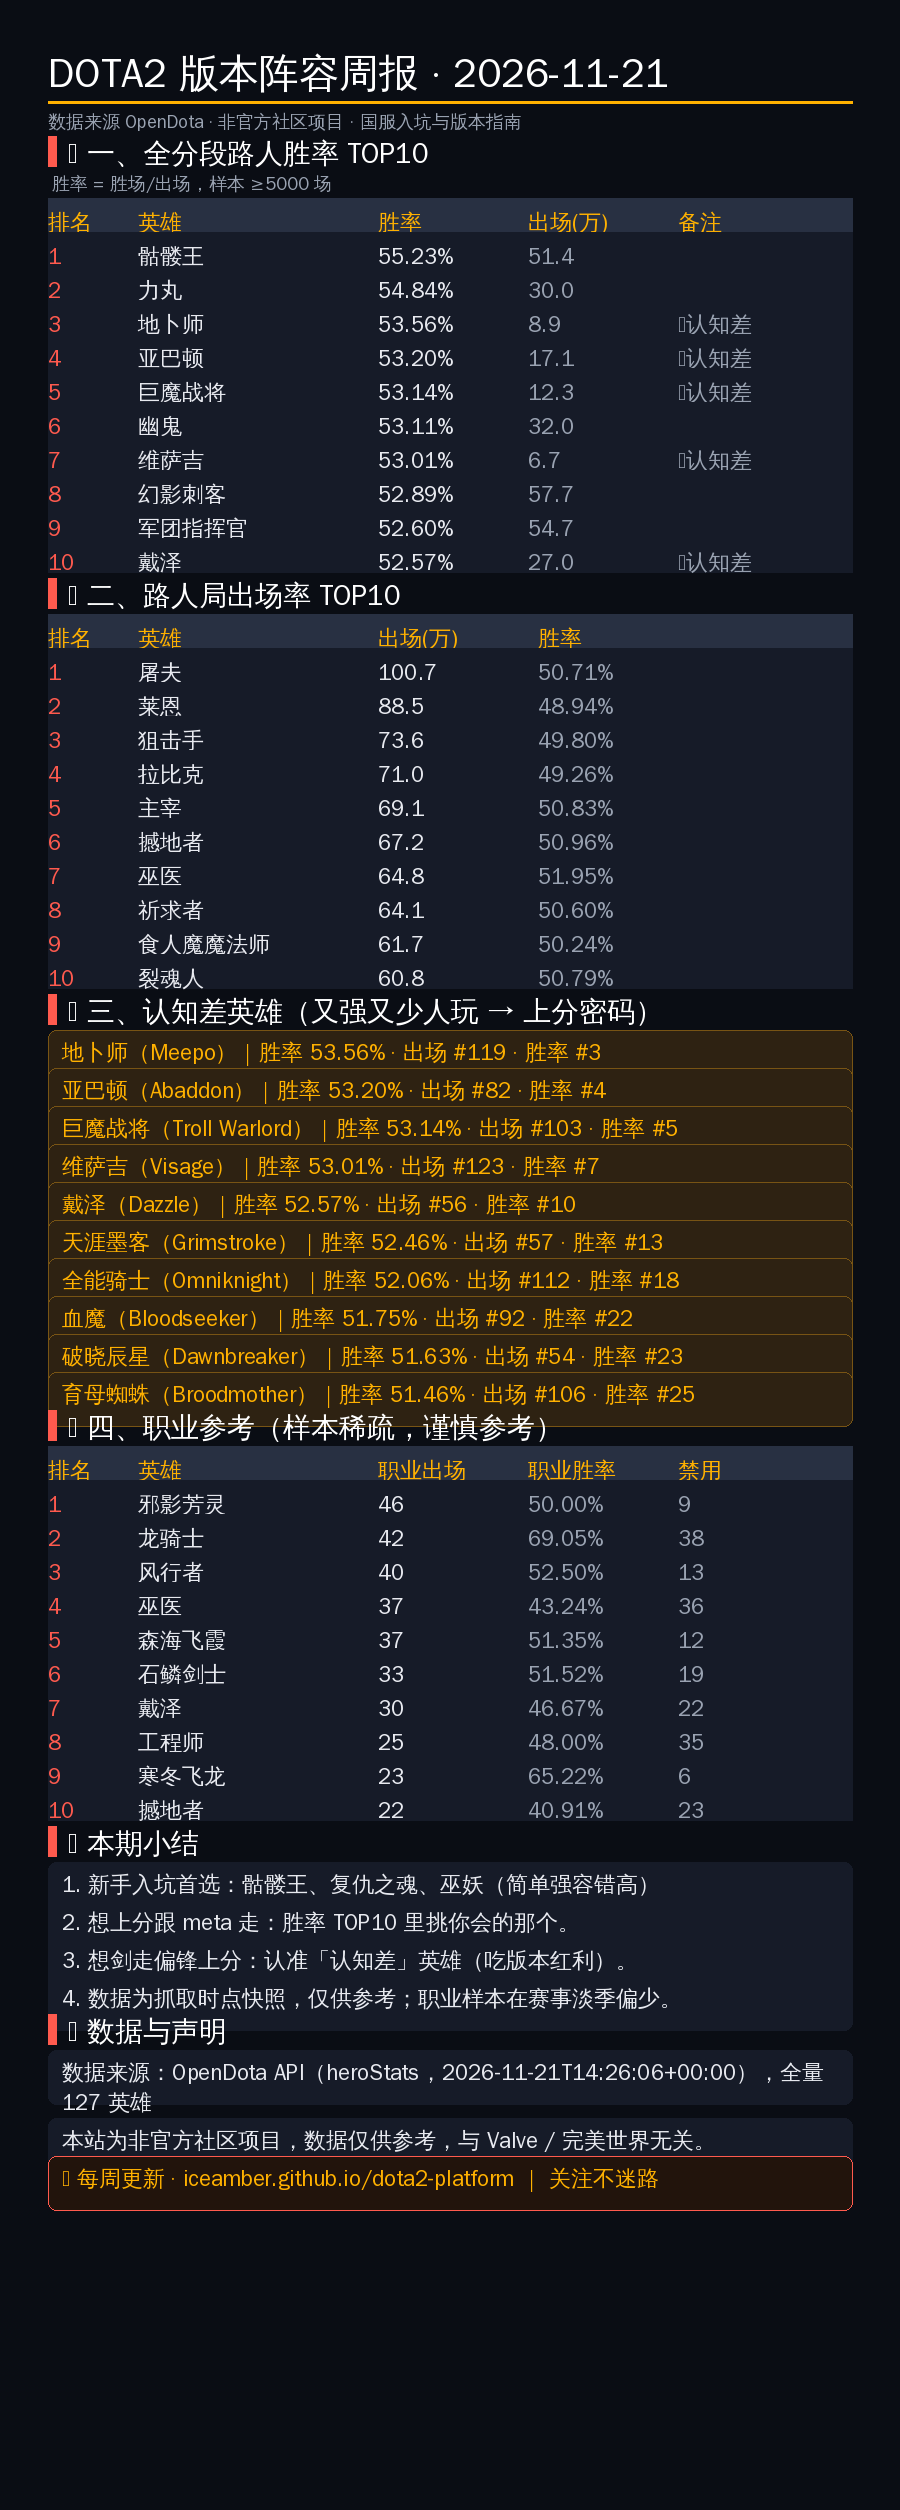 DOTA2 版本阵容周报 · 2026-11-21
数据来源 OpenDota · 非官方社区项目 · 国服入坑与版本指南
一、全分段路人胜率 TOP10
胜率 = 胜场/出场，样本 ≥5000 场
排名 英雄 胜率 出场(万) 备注
1 骷髅王 55.23% 51.4
2 力丸 54.84% 30.0
3 地卜师 53.56% 8.9 认知差
4 亚巴顿 53.20% 17.1 认知差
5 巨魔战将 53.14% 12.3 认知差
6 幽鬼 53.11% 32.0
7 维萨吉 53.01% 6.7 认知差
8 幻影刺客 52.89% 57.7
9 军团指挥官 52.60% 54.7
10 戴泽 52.57% 27.0 认知差
二、路人局出场率 TOP10
排名 英雄 出场(万) 胜率
1 屠夫 100.7 50.71%
2 莱恩 88.5 48.94%
3 狙击手 73.6 49.80%
4 拉比克 71.0 49.26%
5 主宰 69.1 50.83%
6 撼地者 67.2 50.96%
7 巫医 64.8 51.95%
8 祈求者 64.1 50.60%
9 食人魔魔法师 61.7 50.24%
10 裂魂人 60.8 50.79%
三、认知差英雄（又强又少人玩 → 上分密码）
地卜师（Meepo）｜胜率 53.56% · 出场 #119 · 胜率 #3
亚巴顿（Abaddon）｜胜率 53.20% · 出场 #82 · 胜率 #4
巨魔战将（Troll Warlord）｜胜率 53.14% · 出场 #103 · 胜率 #5
维萨吉（Visage）｜胜率 53.01% · 出场 #123 · 胜率 #7
戴泽（Dazzle）｜胜率 52.57% · 出场 #56 · 胜率 #10
天涯墨客（Grimstroke）｜胜率 52.46% · 出场 #57 · 胜率 #13
全能骑士（Omniknight）｜胜率 52.06% · 出场 #112 · 胜率 #18
血魔（Bloodseeker）｜胜率 51.75% · 出场 #92 · 胜率 #22
破晓辰星（Dawnbreaker）｜胜率 51.63% · 出场 #54 · 胜率 #23
育母蜘蛛（Broodmother）｜胜率 51.46% · 出场 #106 · 胜率 #25
四、职业参考（样本稀疏，谨慎参考）
排名 英雄 职业出场 职业胜率 禁用
1 邪影芳灵 46 50.00% 9
2 龙骑士 42 69.05% 38
3 风行者 40 52.50% 13
4 巫医 37 43.24% 36
5 森海飞霞 37 51.35% 12
6 石鳞剑士 33 51.52% 19
7 戴泽 30 46.67% 22
8 工程师 25 48.00% 35
9 寒冬飞龙 23 65.22% 6
10 撼地者 22 40.91% 23
本期小结
1. 新手入坑首选：骷髅王、复仇之魂、巫妖（简单强容错高）
2. 想上分跟 meta 走：胜率 TOP10 里挑你会的那个。
3. 想剑走偏锋上分：认准「认知差」英雄（吃版本红利）。
4. 数据为抓取时点快照，仅供参考；职业样本在赛事淡季偏少。
数据与声明
数据来源：OpenDota API（heroStats，2026-11-21T14:26:06+00:00），全量
127 英雄
本站为非官方社区项目，数据仅供参考，与 Valve / 完美世界无关。
每周更新 · iceamber.github.io/dota2-platform ｜ 关注不迷路